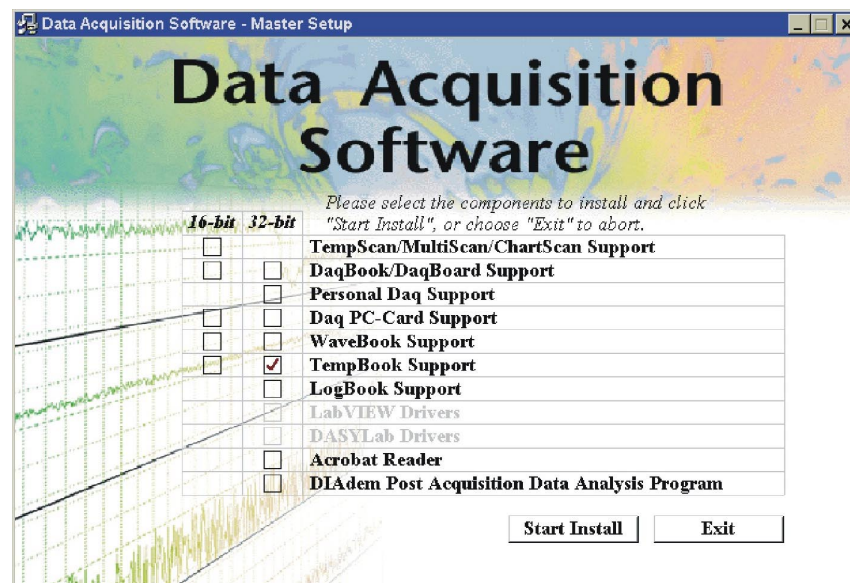 Data Acquisition Software - Master Setup
Data Acquisition
Software
Please select the components to install and click
"Start Install", or choose "Exit" to abort.
16-bit 32-bit
TempScan/MultiScan/ChartScan Support
DaqBook/DaqBoard Support
Personal Daq Support
Daq PC-Card Support
WaveBook Support
TempBook Support
LogBook Support
LabVIEW Drivers
DASYLab Drivers
Acrobat Reader
DIAdem Post Acquisition Data Analysis Program
Start Install Exit